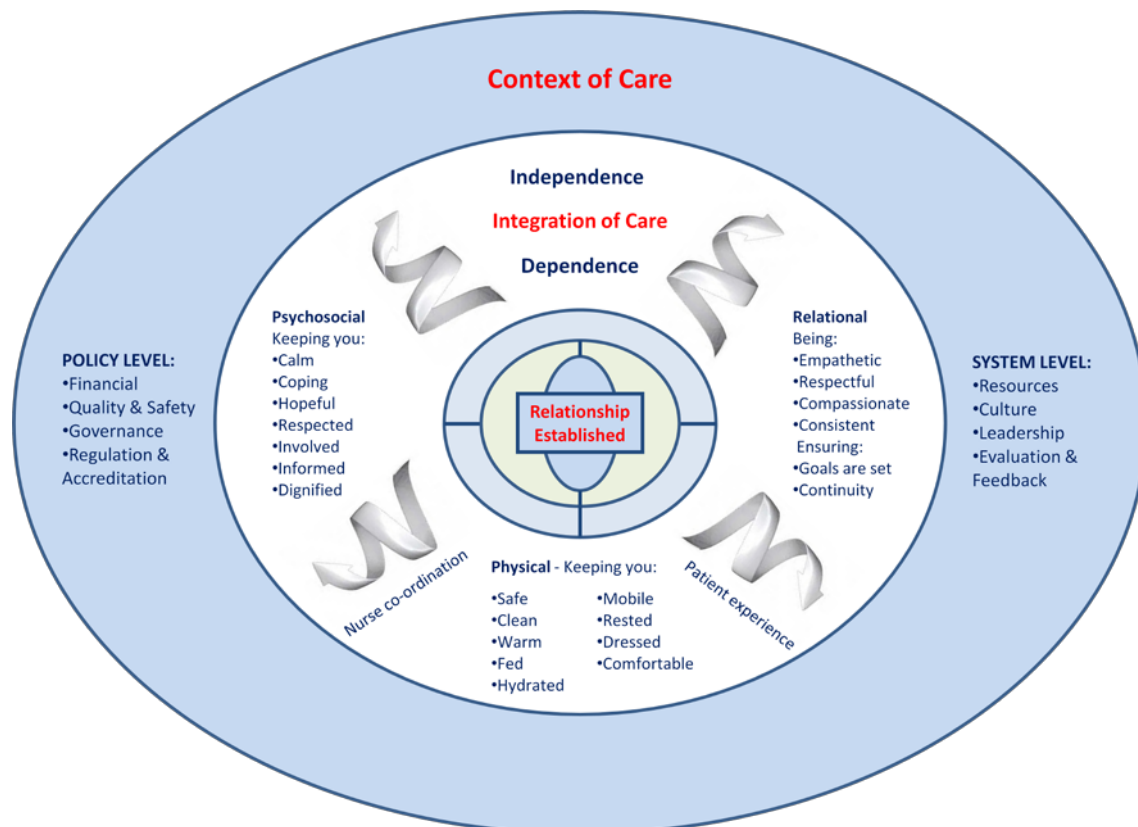 Context of Care
Independence
Integration of Care
Dependence
Psychosocial
Keeping you:
•Calm
•Coping
•Hopeful
•Respected
•Involved
•Informed
•Dignified
Relational
Being:
•Empathetic
•Respectful
•Compassionate
•Consistent
Ensuring:
•Goals are set
•Continuity
POLICY LEVEL:
•Financial
•Quality & Safety
•Governance
•Regulation &
Accreditation
SYSTEM LEVEL:
•Resources
•Culture
•Leadership
•Evaluation &
Feedback
Relationship
Established
Nurse co-ordination
Patient experience
Physical - Keeping you:
•Safe
•Clean
•Warm
•Fed
•Hydrated
•Mobile
•Rested
•Dressed
•Comfortable